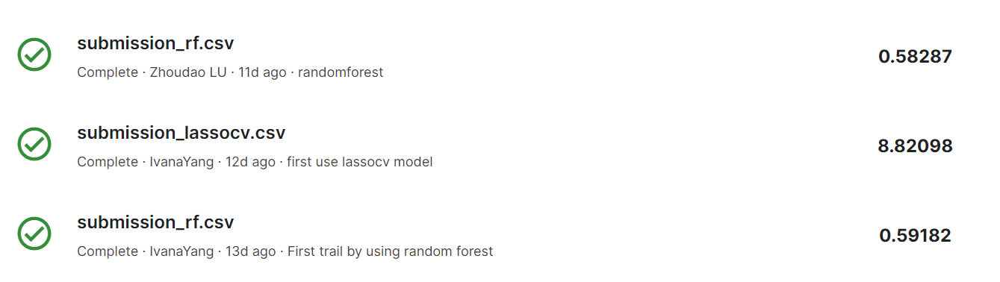 submission_rf.csv
0.58287
Complete · Zhoudao LU · 11d ago · randomforest
submission_lassocv.csv
8.82098
Complete · IvanaYang · 12d ago · first use lassocv model
submission_rf.csv
0.59182
Complete · IvanaYang · 13d ago · First trail by using random forest